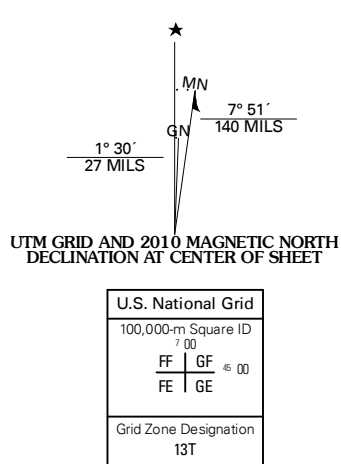 MN
GN
7° 51´
140 MILS
1° 30´
27 MILS
UTM GRID AND 2010 MAGNETIC NORTH
DECLINATION AT CENTER OF SHEET
U.S. National Grid
100,000-m Square ID
7 00
FF GF 45 00
FE GE
Grid Zone Designation
13T